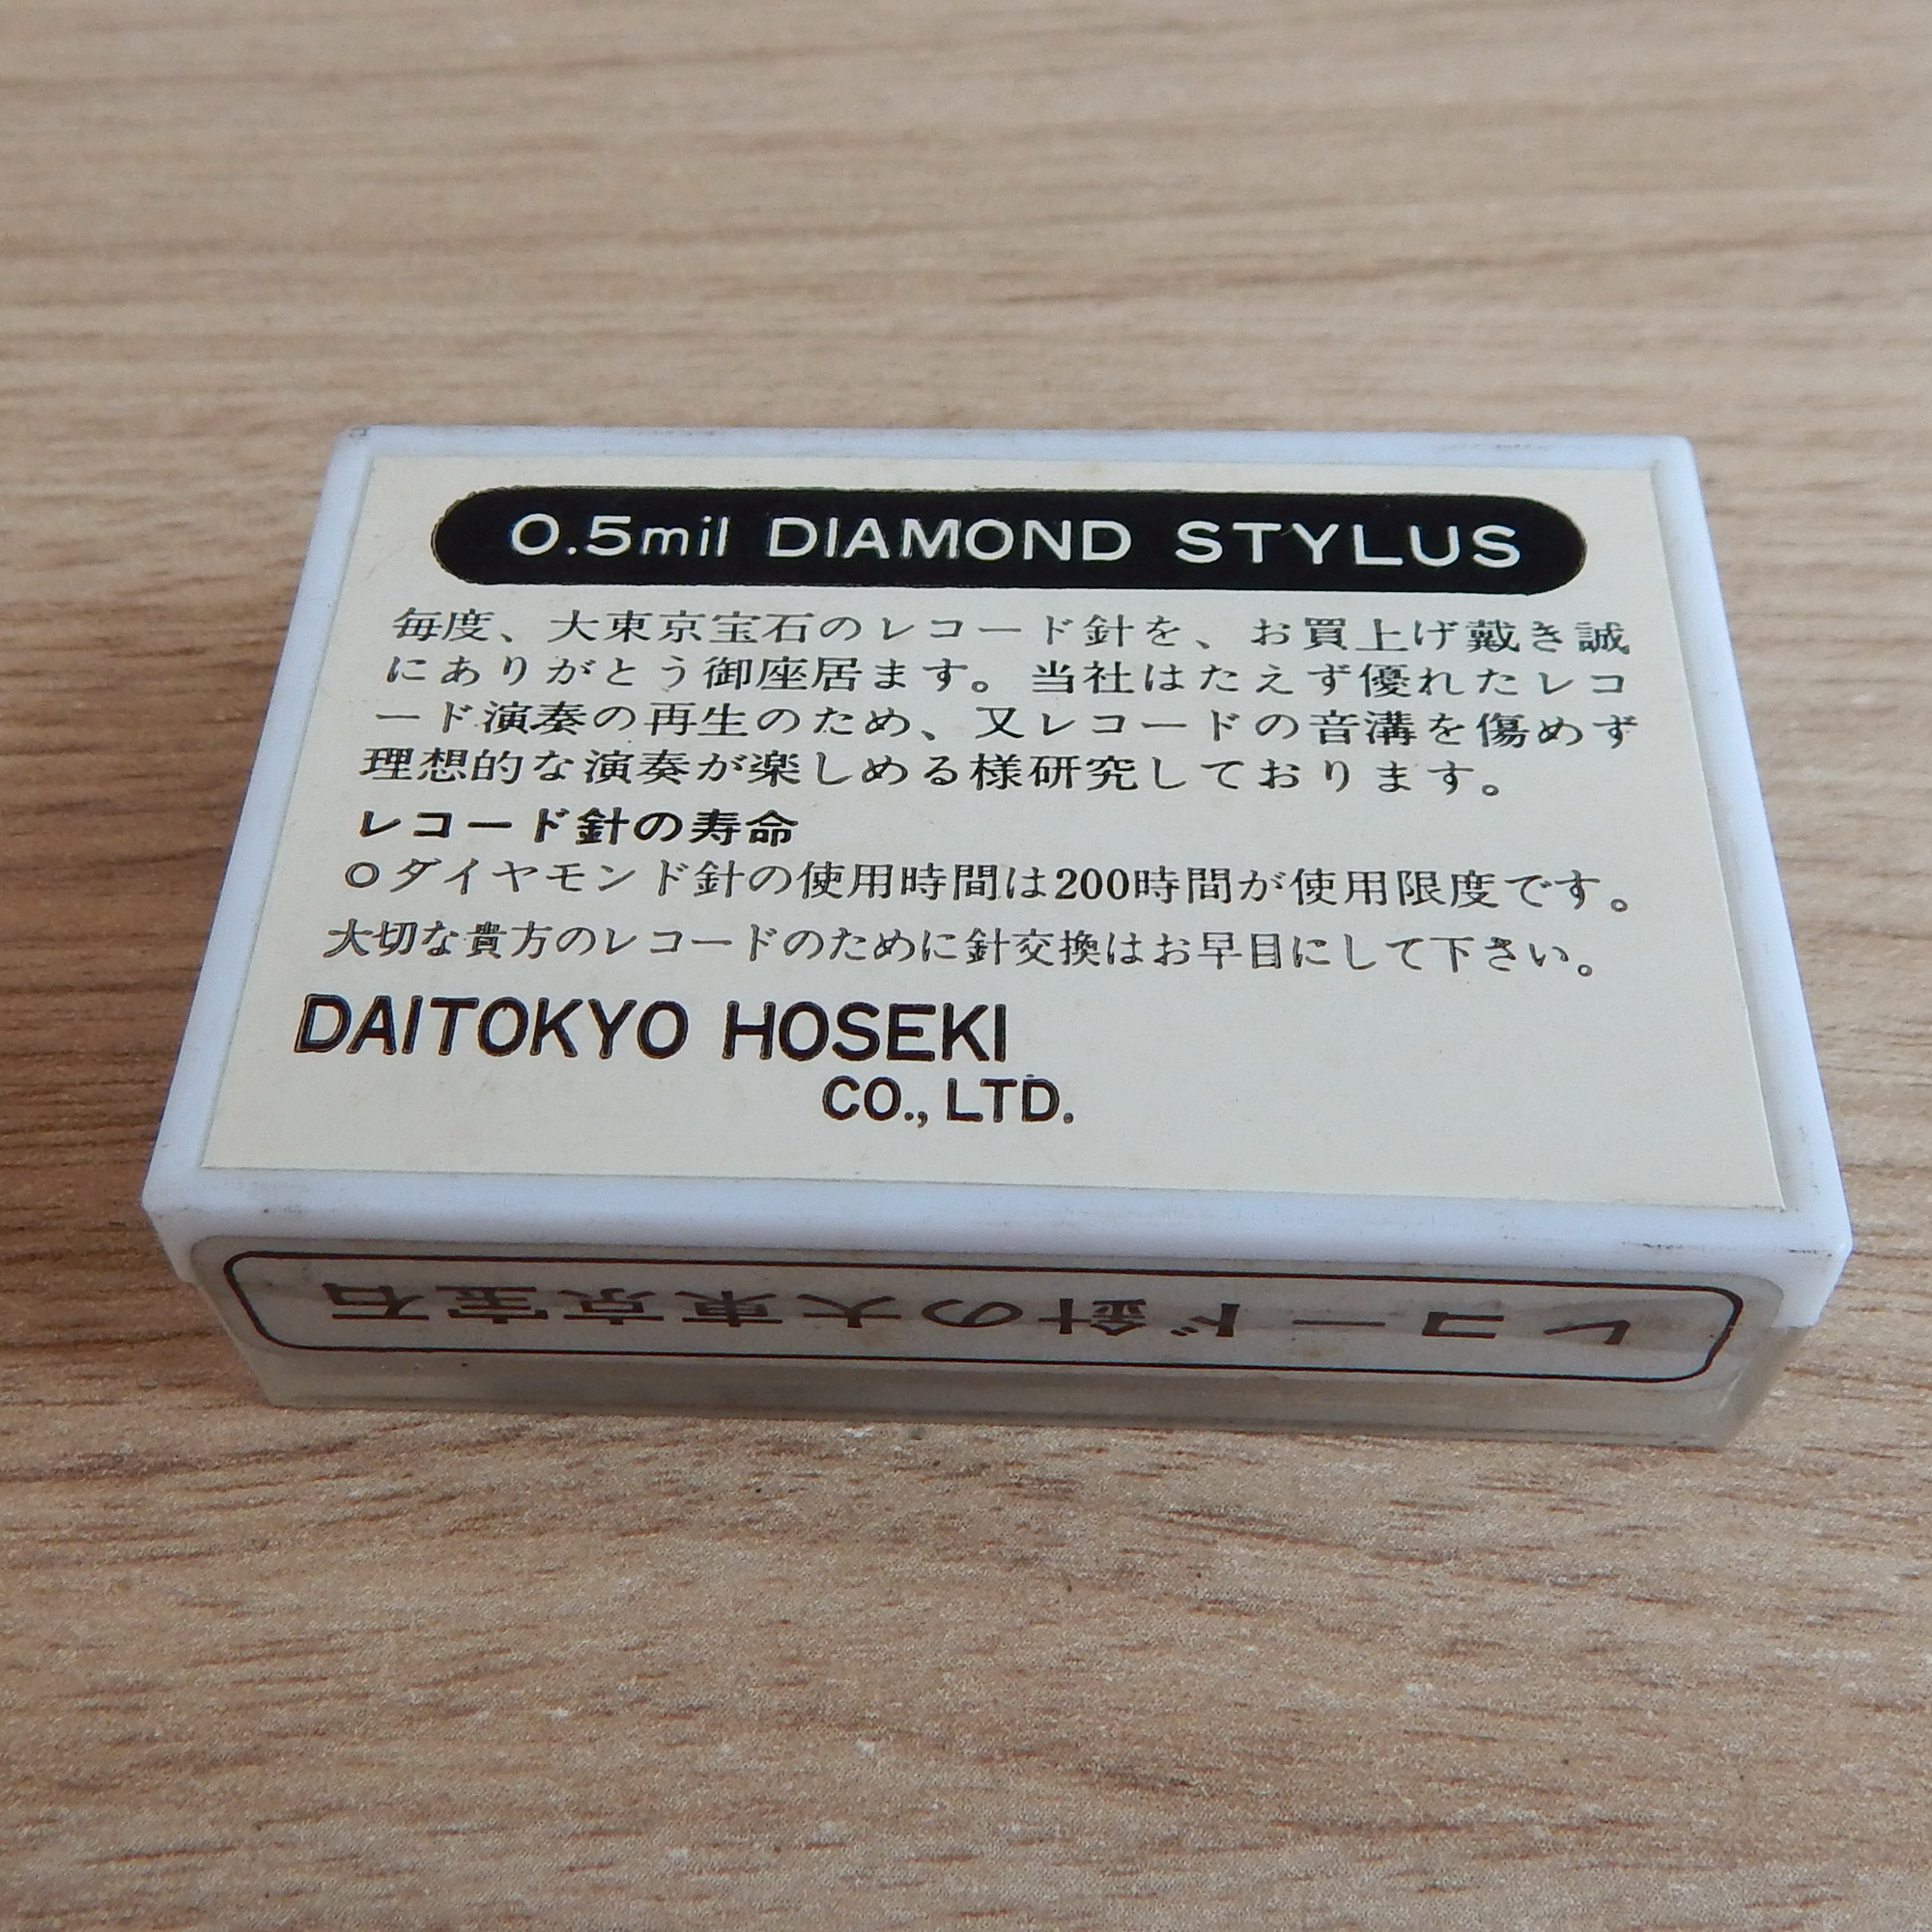 0.5mil DIAMOND STYLUS
毎度、大東京宝石のレコード針を、お買上げ戴き誠
にありがとう御座居ます。当社はたえず優れたレコ
ード演奏の再生のため、又レコードの音溝を傷めず
理想的な演奏が楽しめる様研究しております。
レコード針の寿命
○ダイヤモンド針の使用時間は200時間が使用限度です。
大切な貴方のレコードのために針交換はお早目にして下さい。
DAITOKYO HOSEKI
CO., LTD.
レコード針の大東京宝石